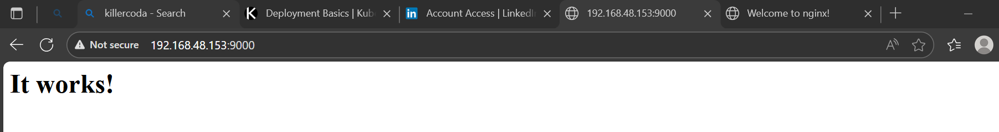 killercoda - Search
Deployment Basics | Kub
Account Access | LinkedI
192.168.48.153:9000
Welcome to nginx!
Not secure 192.168.48.153:9000
It works!